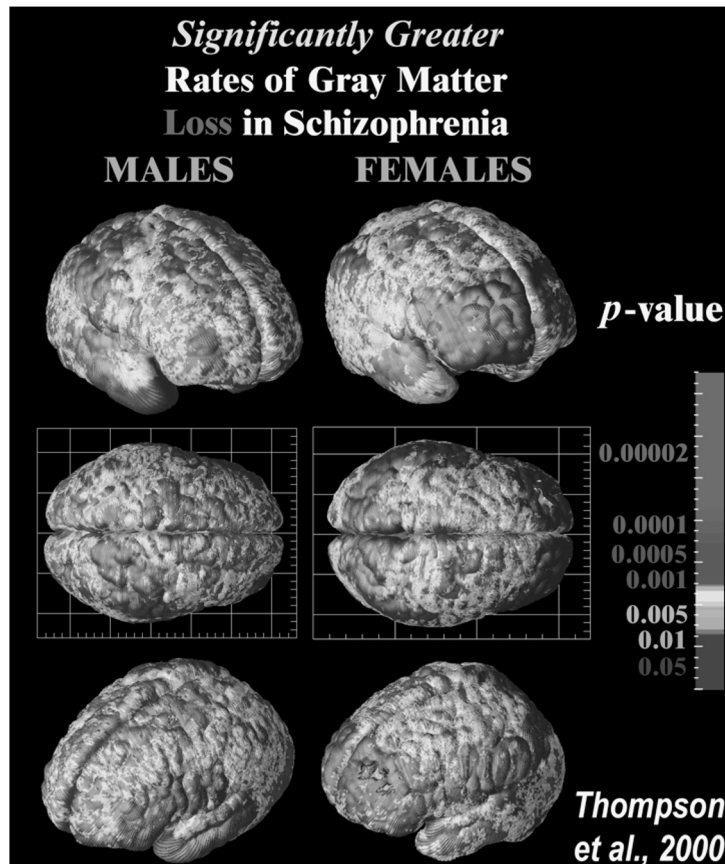 Significantly Greater
Rates of Gray Matter
Loss in Schizophrenia
MALES FEMALES
p-value
0.00002
0.0001
0.0005
0.001
0.005
0.01
0.05
Thompson
et al., 2000